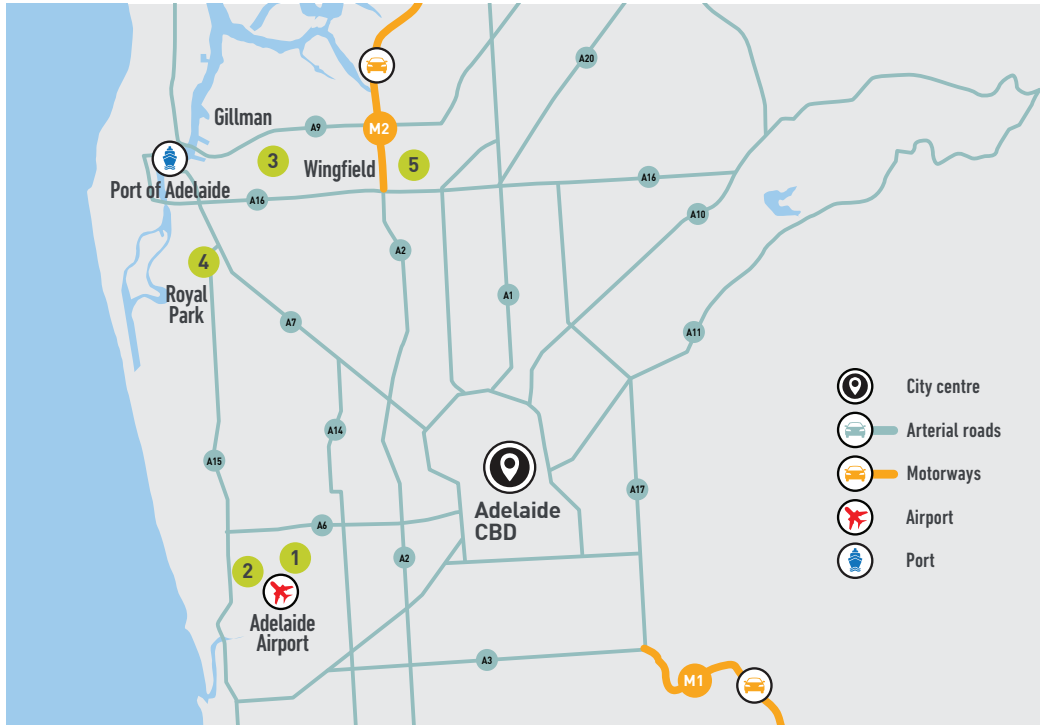 A20
Gillman
A9
M2
3
Wingfield
5
Port of Adelaide
A16
A16
A10
A2
4
Royal
Park
A1
A7
A11
City centre
Arterial roads
A14
A15
Motorways
A17
Adelaide
CBD
Airport
A6
A2
1
2
Port
Adelaide
Airport
A3
M1